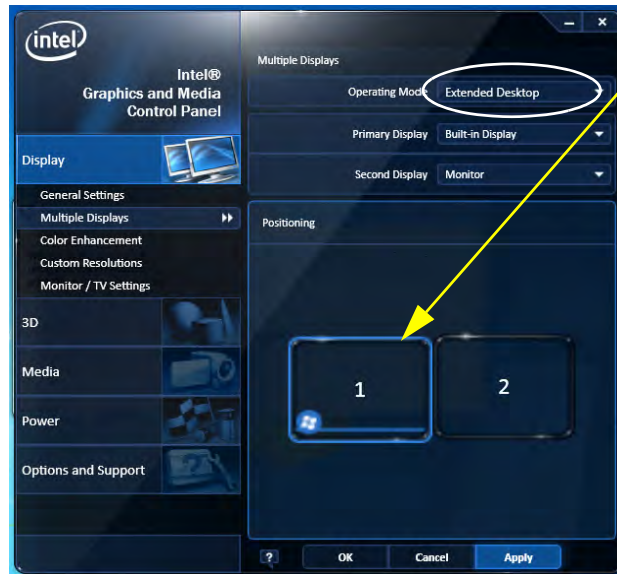 intel
Intel®
Graphics and Media
Control Panel
Display
General Settings
Multiple Displays
Color Enhancement
Custom Resolutions
Monitor / TV Settings
3D
Media
Power
Options and Support
Multiple Displays
Operating Mode Extended Desktop
Primary Display Built-in Display
Second Display Monitor
Positioning
1 2
? OK Cancel Apply